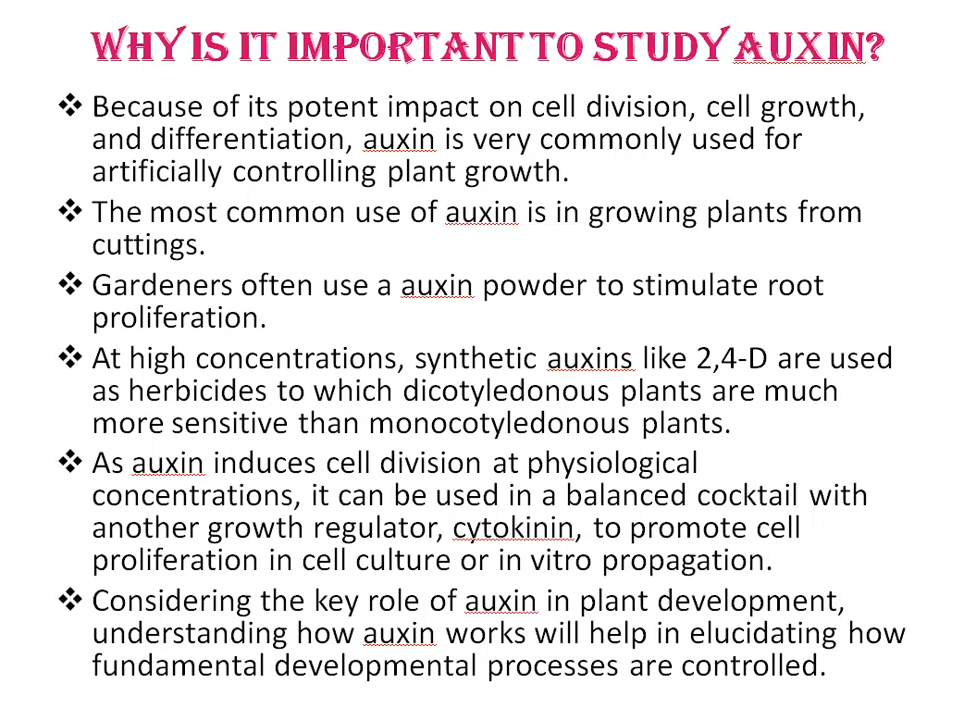 WHY IS IT IMPORTANT TO STUDY AUXIN?
❖ Because of its potent impact on cell division, cell growth,
and differentiation, auxin is very commonly used for
artificially controlling plant growth.
❖ The most common use of auxin is in growing plants from
cuttings.
❖ Gardeners often use a auxin powder to stimulate root
proliferation.
❖ At high concentrations, synthetic auxins like 2,4-D are used
as herbicides to which dicotyledonous plants are much
more sensitive than monocotyledonous plants.
❖ As auxin induces cell division at physiological
concentrations, it can be used in a balanced cocktail with
another growth regulator, cytokinin, to promote cell
proliferation in cell culture or in vitro propagation.
❖ Considering the key role of auxin in plant development,
understanding how auxin works will help in elucidating how
fundamental developmental processes are controlled.